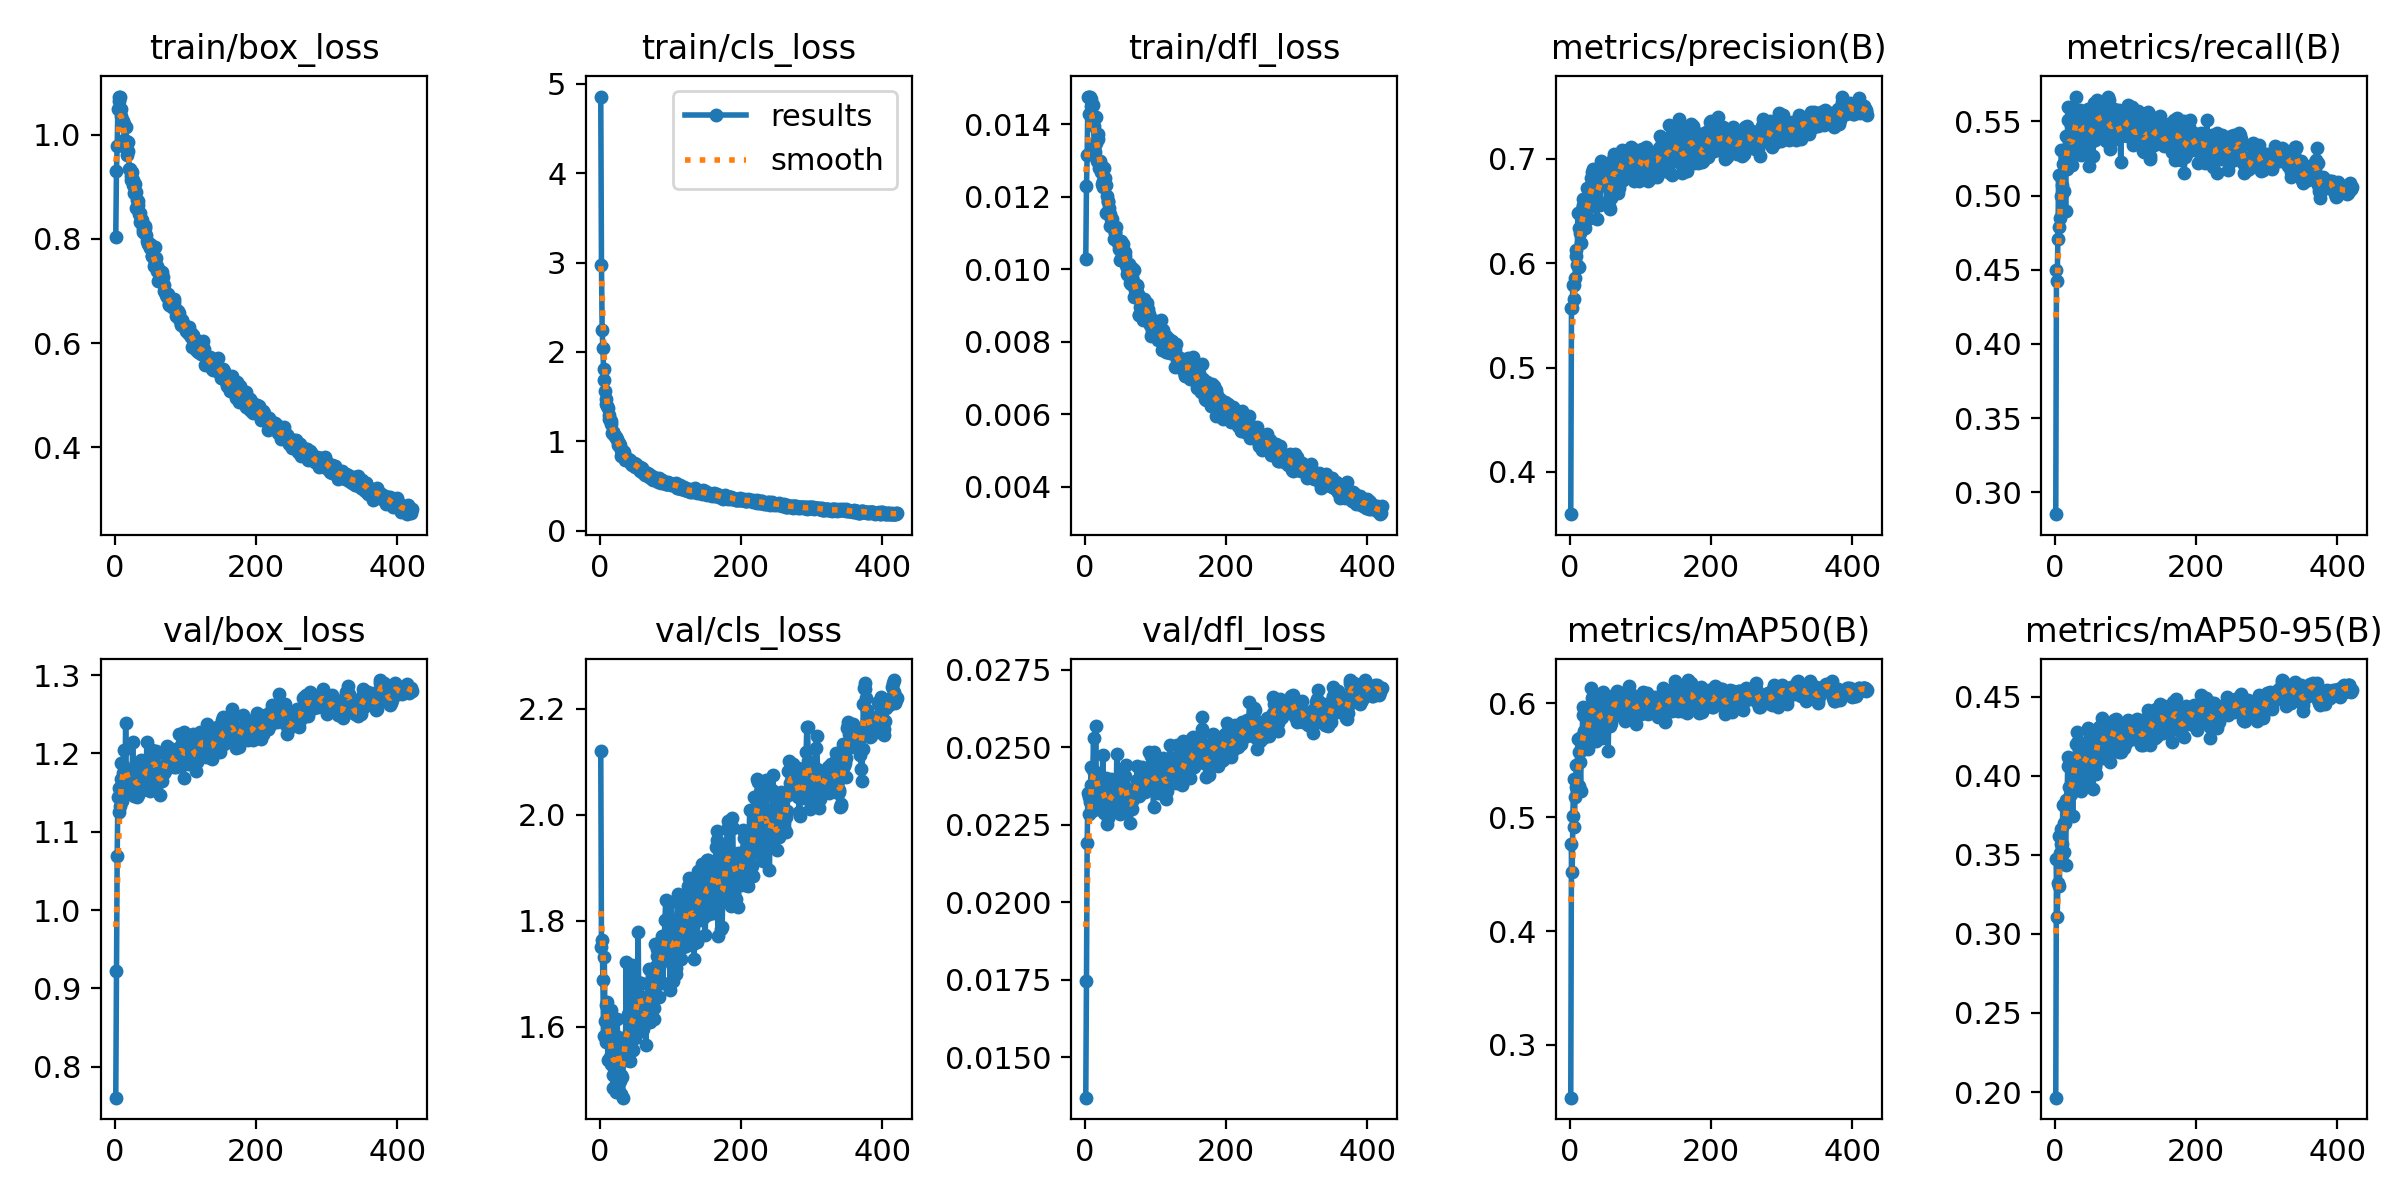 train/box_loss
1.0
0.8
0.6
0.4
0 200 400
train/cls_loss
results
smooth
5
4
3
2
1
0
0 200 400
train/dfl_loss
0.014
0.012
0.010
0.008
0.006
0.004
0 200 400
metrics/precision(B)
0.7
0.6
0.5
0.4
0 200 400
metrics/recall(B)
0.55
0.50
0.45
0.40
0.35
0.30
0 200 400
val/box_loss
1.3
1.2
1.1
1.0
0.9
0.8
0 200 400
val/cls_loss
2.2
2.0
1.8
1.6
0 200 400
val/dfl_loss
0.0275
0.0250
0.0225
0.0200
0.0175
0.0150
0 200 400
metrics/mAP50(B)
0.6
0.5
0.4
0.3
0 200 400
metrics/mAP50-95(B)
0.45
0.40
0.35
0.30
0.25
0.20
0 200 400